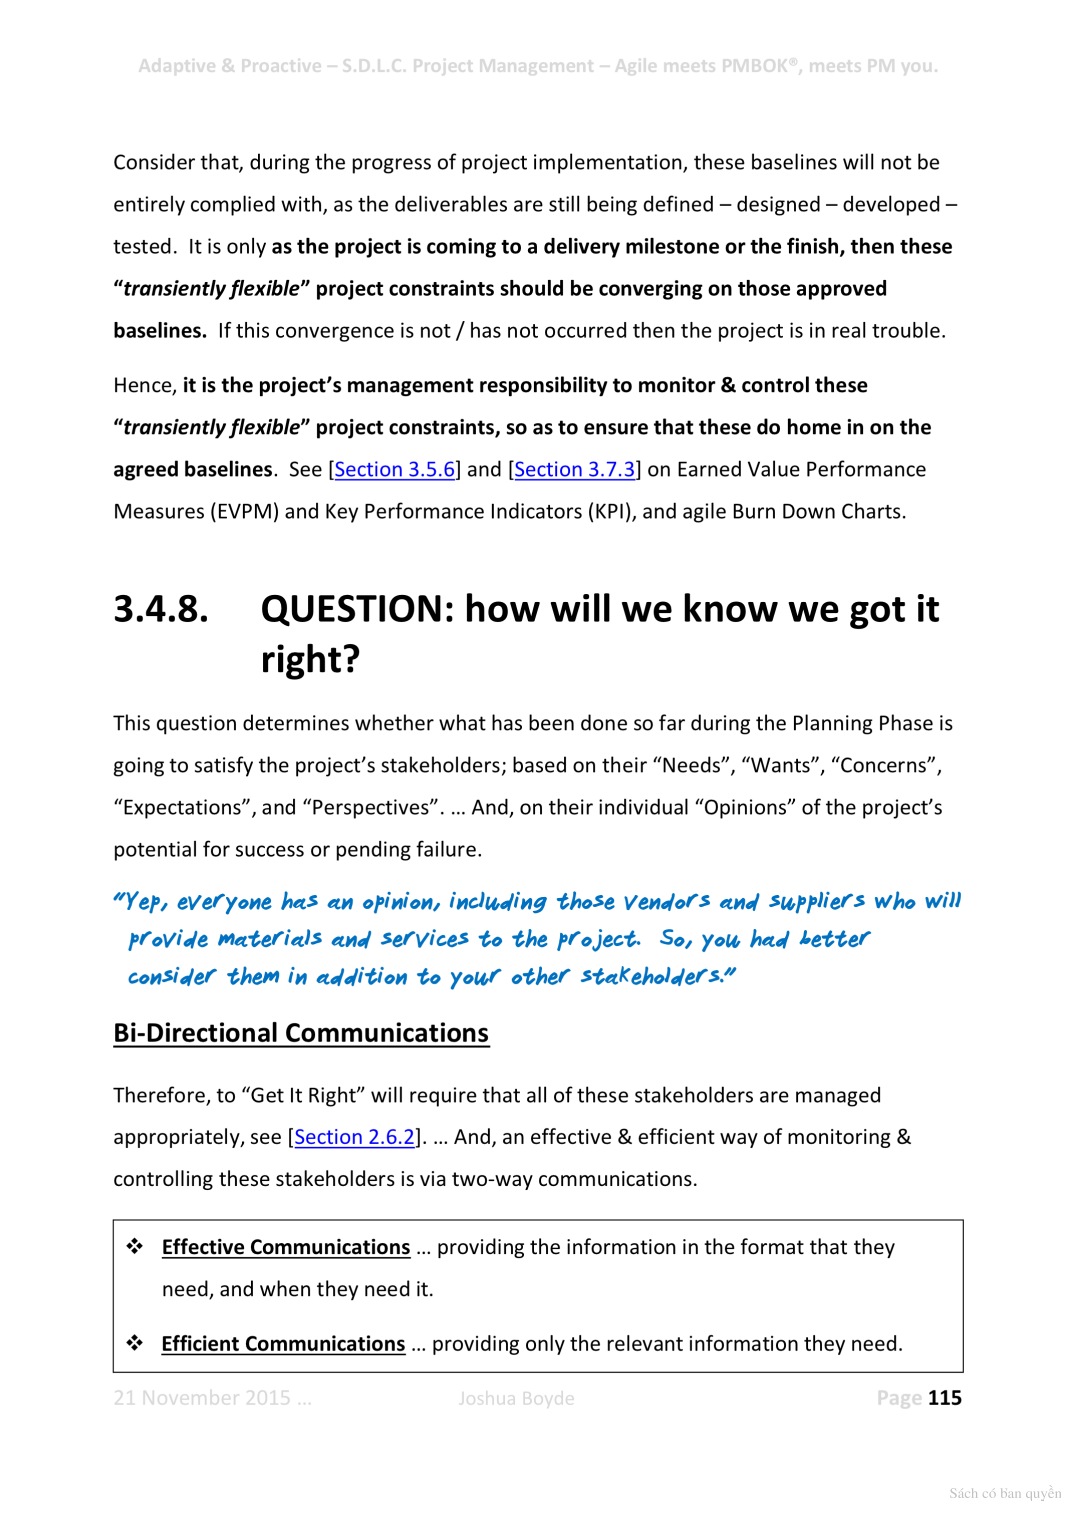 Adaptive & Proactive – S.D.L.C. Project Management – Agile meets PMBOK®, meets PM you.
Consider that, during the progress of project implementation, these baselines will not be
entirely complied with, as the deliverables are still being defined – designed – developed –
tested.  It is only as the project is coming to a delivery milestone or the finish, then these
“transiently flexible” project constraints should be converging on those approved
baselines.  If this convergence is not / has not occurred then the project is in real trouble.
Hence, it is the project’s management responsibility to monitor & control these
“transiently flexible” project constraints, so as to ensure that these do home in on the
agreed baselines.  See [Section 3.5.6] and [Section 3.7.3] on Earned Value Performance
Measures (EVPM) and Key Performance Indicators (KPI), and agile Burn Down Charts.
3.4.8. QUESTION: how will we know we got it
right?
This question determines whether what has been done so far during the Planning Phase is
going to satisfy the project’s stakeholders; based on their “Needs”, “Wants”, “Concerns”,
“Expectations”, and “Perspectives”. … And, on their individual “Opinions” of the project’s
potential for success or pending failure.
“Yep, everyone has an opinion, including those vendors and suppliers who will
provide materials and services to the project.  So, you had better
consider them in addition to your other stakeholders.”
Bi-Directional Communications
Therefore, to “Get It Right” will require that all of these stakeholders are managed
appropriately, see [Section 2.6.2]. … And, an effective & efficient way of monitoring &
controlling these stakeholders is via two-way communications.
❖ Effective Communications … providing the information in the format that they
need, and when they need it.
❖ Efficient Communications … providing only the relevant information they need.
21 November 2015 … Joshua Boyde Page 115
Sách có bản quyền